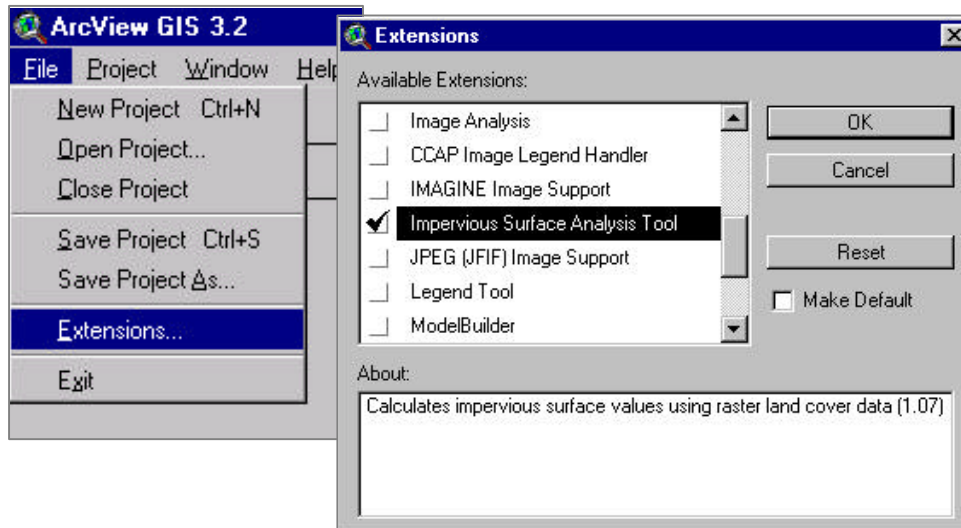 ArcView GIS 3.2
File Project Window Help
New Project Ctrl+N
Open Project...
Close Project
Save Project Ctrl+S
Save Project As...
Extensions...
Exit
Extensions
Available Extensions:
Image Analysis
CCAP Image Legend Handler
IMAGINE Image Support
Impervious Surface Analysis Tool
JPEG (JFIF) Image Support
Legend Tool
ModelBuilder
OK
Cancel
Reset
Make Default
About:
Calculates impervious surface values using raster land cover data (1.07)